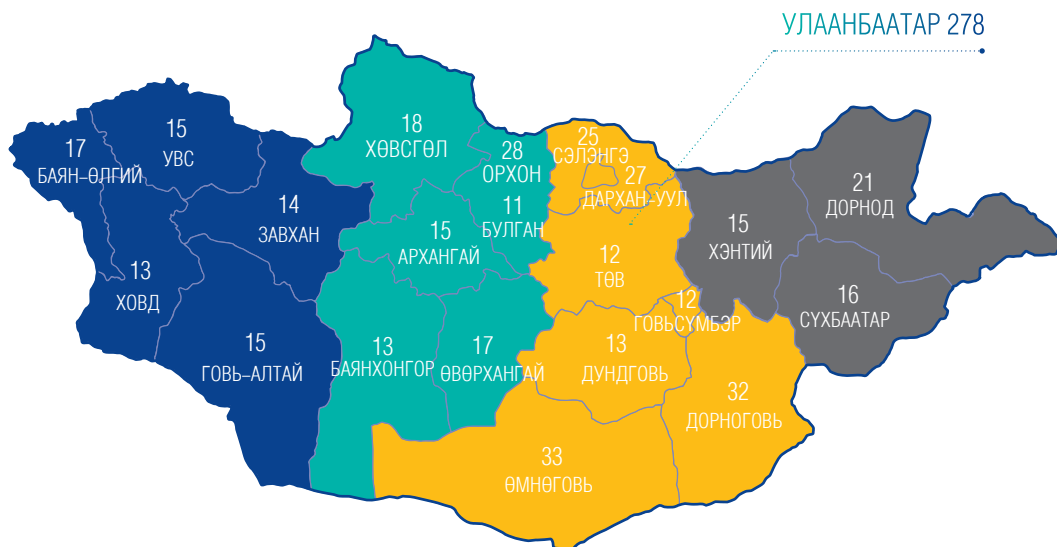 УЛААНБААТАР 278
17
БАЯН-ӨЛГИЙ
15
УВС
14
ЗАВХАН
13
ХОВД
15
ГОВЬ-АЛТАЙ
18
ХӨВСГӨЛ
28
ОРХОН
11
БУЛГАН
15
АРХАНГАЙ
13
БАЯНХОНГОР
17
ӨВӨРХАНГАЙ
25
СЭЛЭНГЭ
27
ДАРХАН-УУЛ
12
ТӨВ
12
ГОВЬСҮМБЭР
13
ДУНДГОВЬ
32
ДОРНОГОВЬ
33
ӨМНӨГОВЬ
15
ХЭНТИЙ
21
ДОРНОД
16
СҮХБААТАР